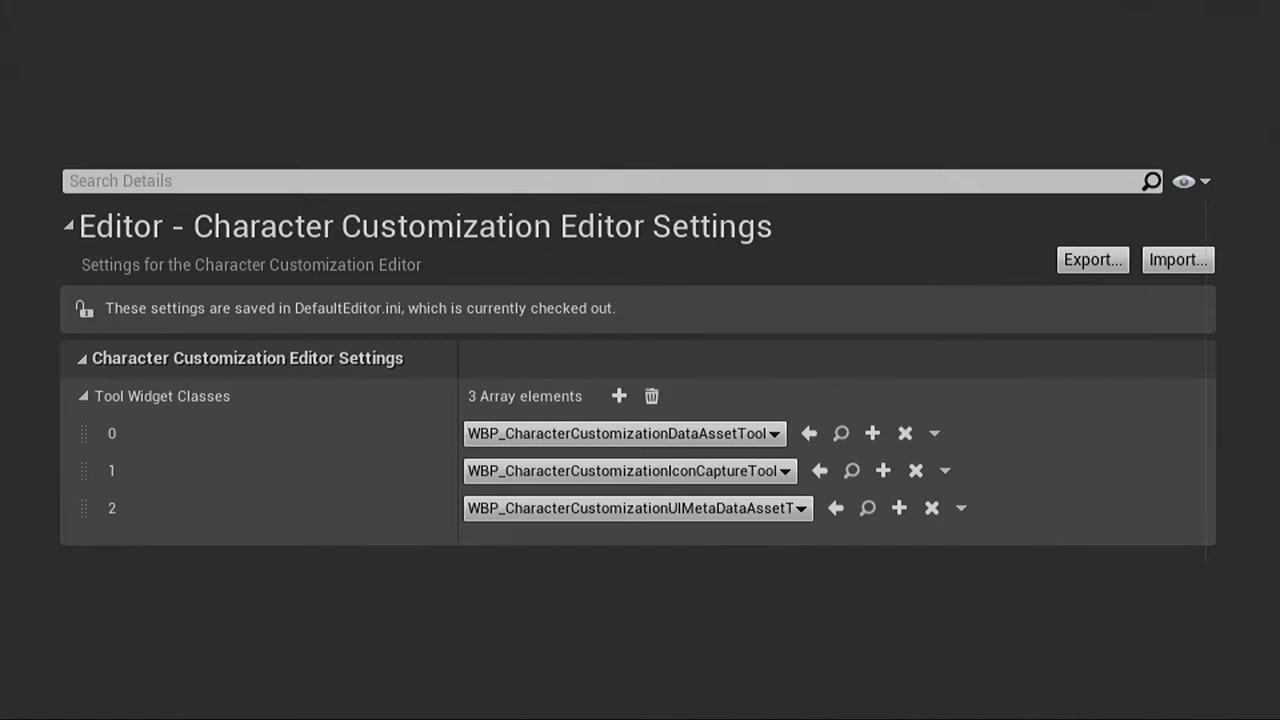 Search Details
Editor - Character Customization Editor Settings
Settings for the Character Customization Editor
Export... Import...
These settings are saved in DefaultEditor.ini, which is currently checked out.
Character Customization Editor Settings
Tool Widget Classes 3 Array elements
0 WBP_CharacterCustomizationDataAssetTool
1 WBP_CharacterCustomizationIconCaptureTool
2 WBP_CharacterCustomizationUIMetaDataAssetT